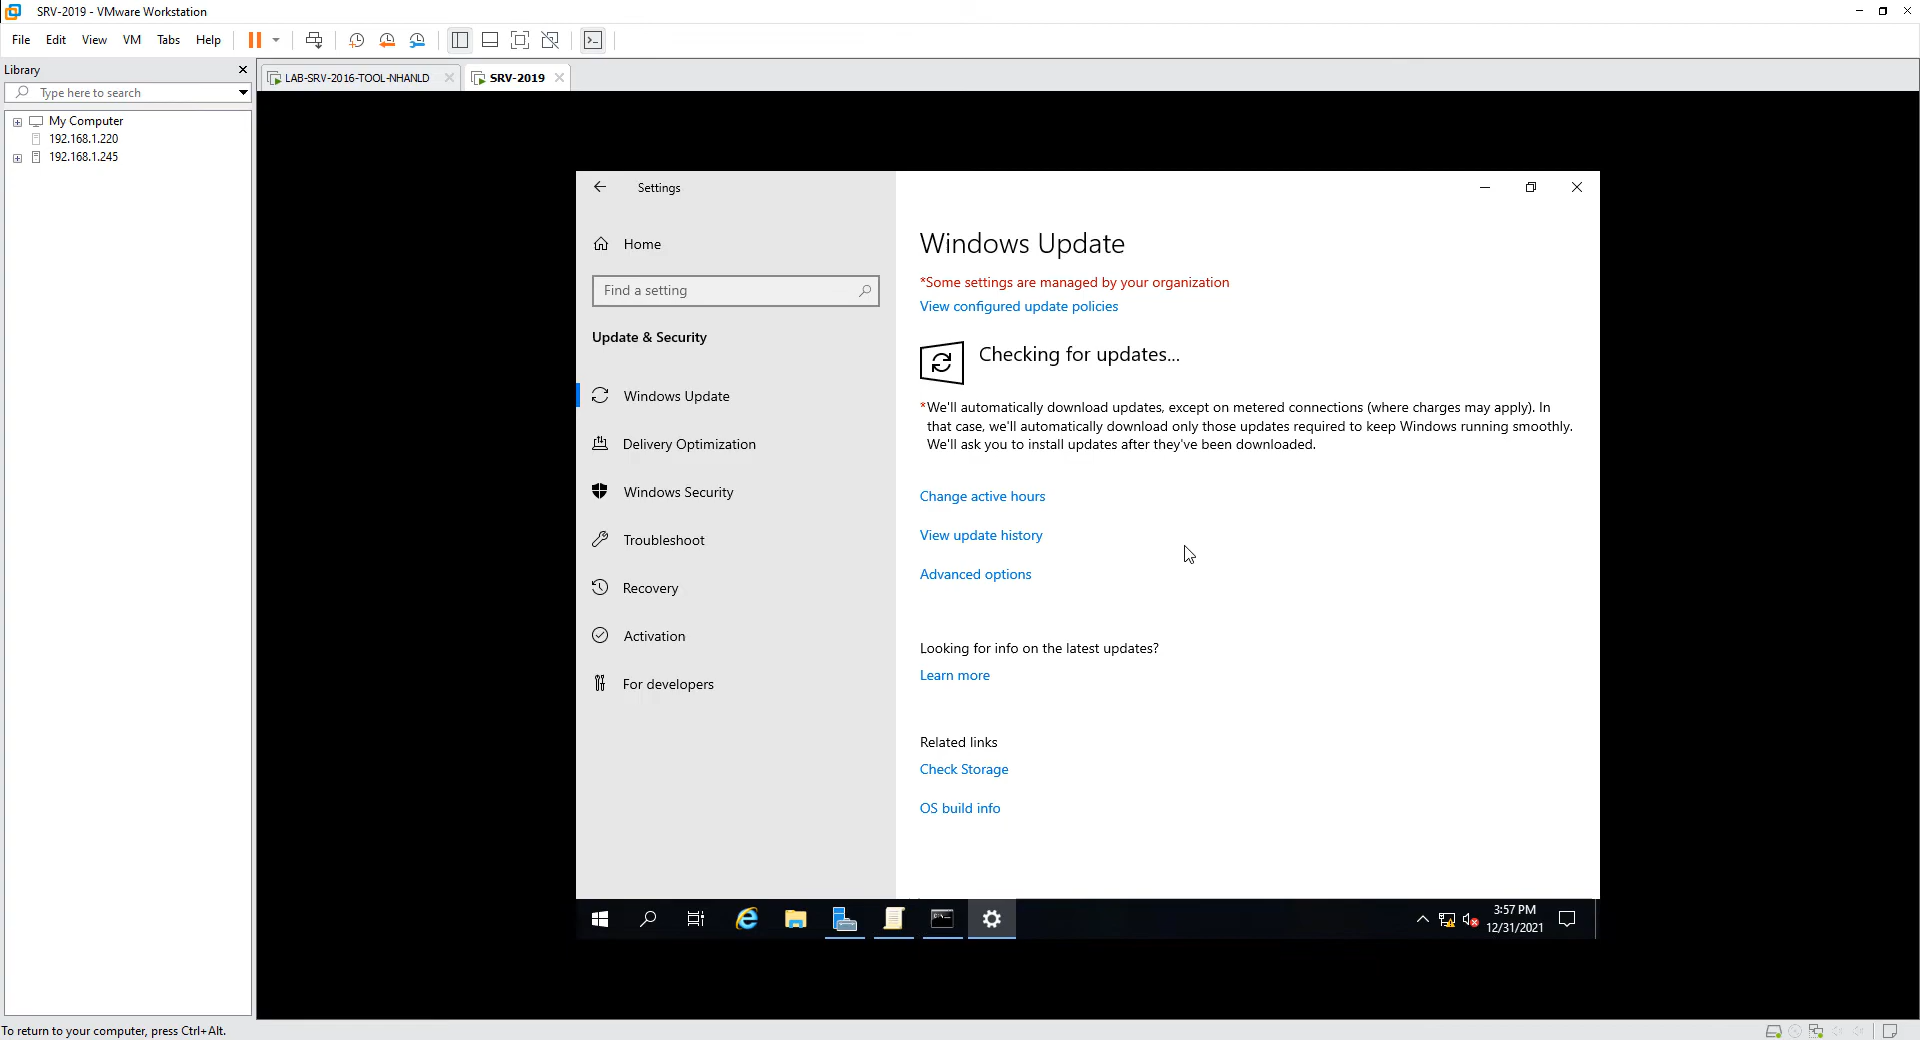 SRV-2019 - VMware Workstation
File Edit View VM Tabs Help
Library
LAB-SRV-2016-TOOL-NHANLD
SRV-2019
Type here to search
My Computer
192.168.1.220
192.168.1.245
Settings
Home
Find a setting
Update & Security
Windows Update
Delivery Optimization
Windows Security
Troubleshoot
Recovery
Activation
For developers
Windows Update
*Some settings are managed by your organization
View configured update policies
Checking for updates...
*We'll automatically download updates, except on metered connections (where charges may apply). In
that case, we'll automatically download only those updates required to keep Windows running smoothly.
We'll ask you to install updates after they've been downloaded.
Change active hours
View update history
Advanced options
Looking for info on the latest updates?
Learn more
Related links
Check Storage
OS build info
3:57 PM
12/31/2021
To return to your computer, press Ctrl+Alt.